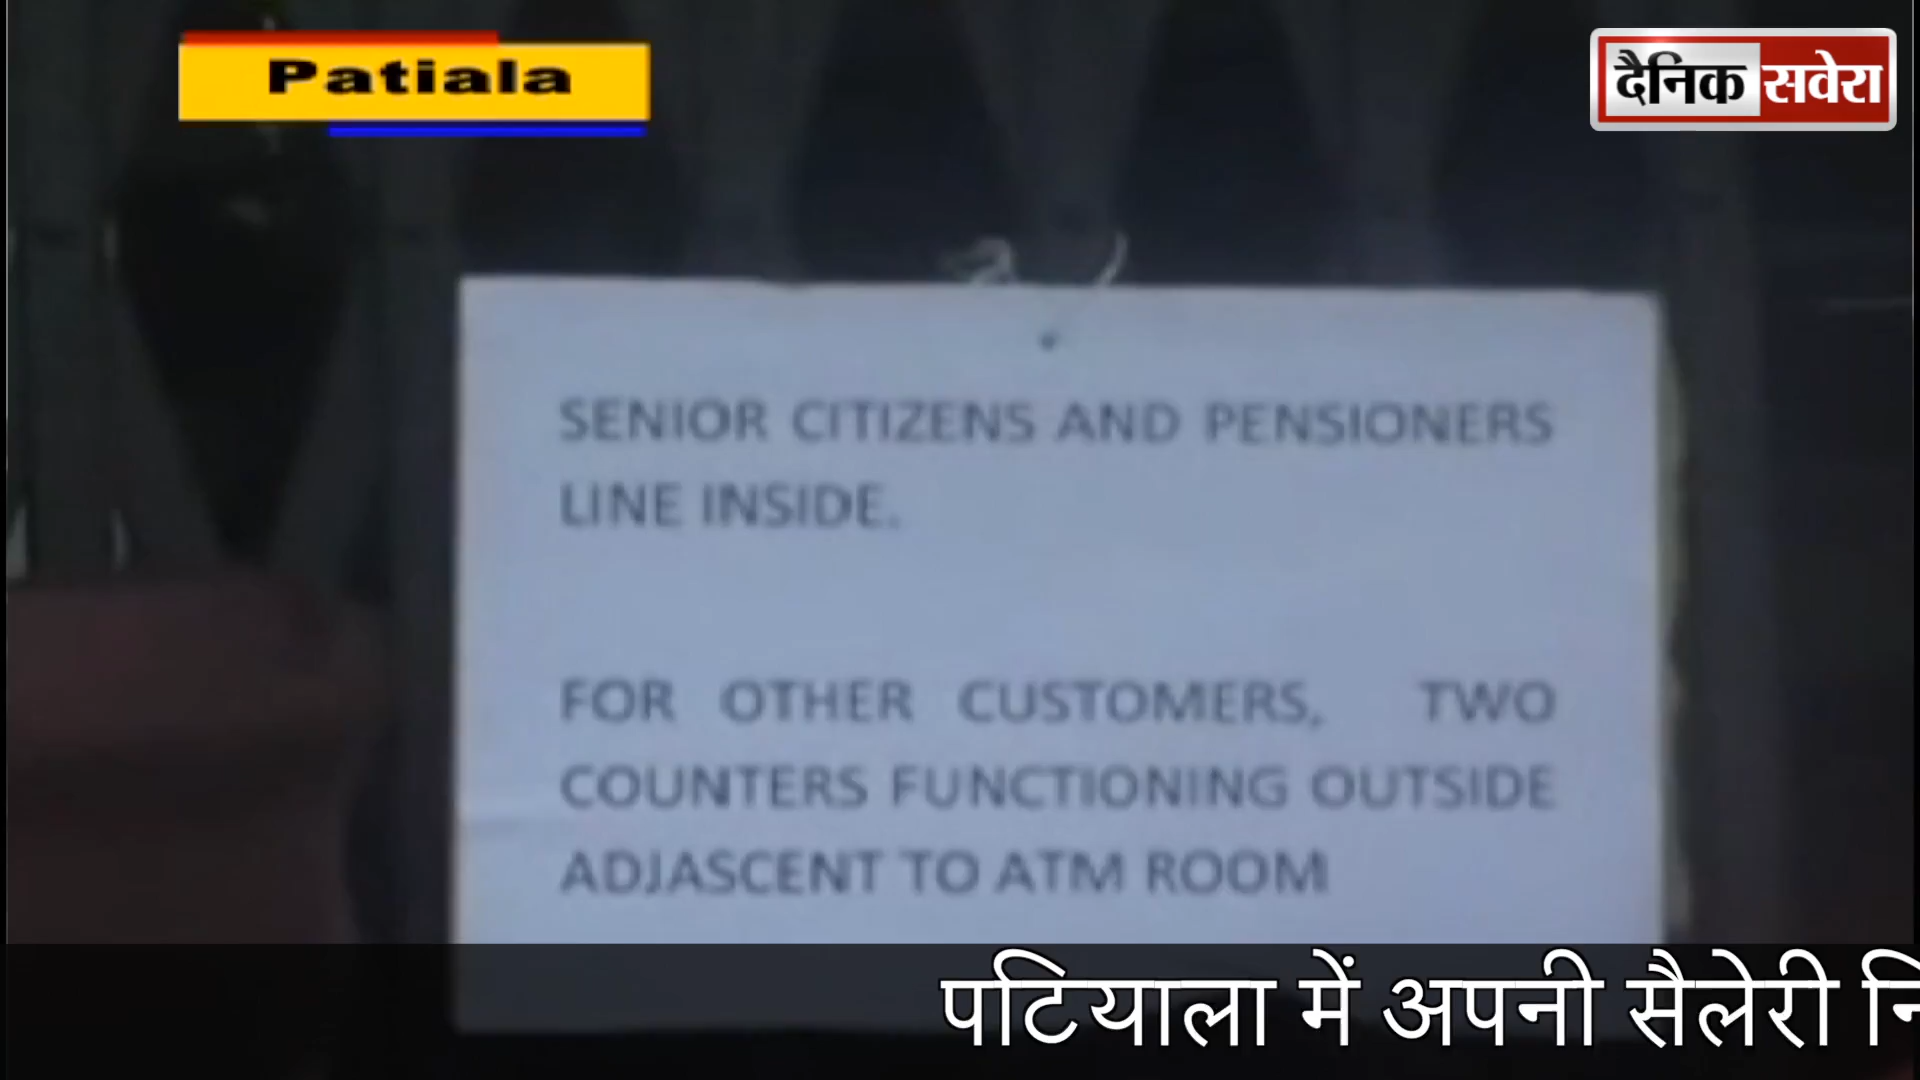 Patiala
दैनिक सवेरा
SENIOR CITIZENS AND PENSIONERS
LINE INSIDE.
FOR OTHER CUSTOMERS, TWO
COUNTERS FUNCTIONING OUTSIDE
ADJASCENT TO ATM ROOM
पटियाला में अपनी सैलेरी